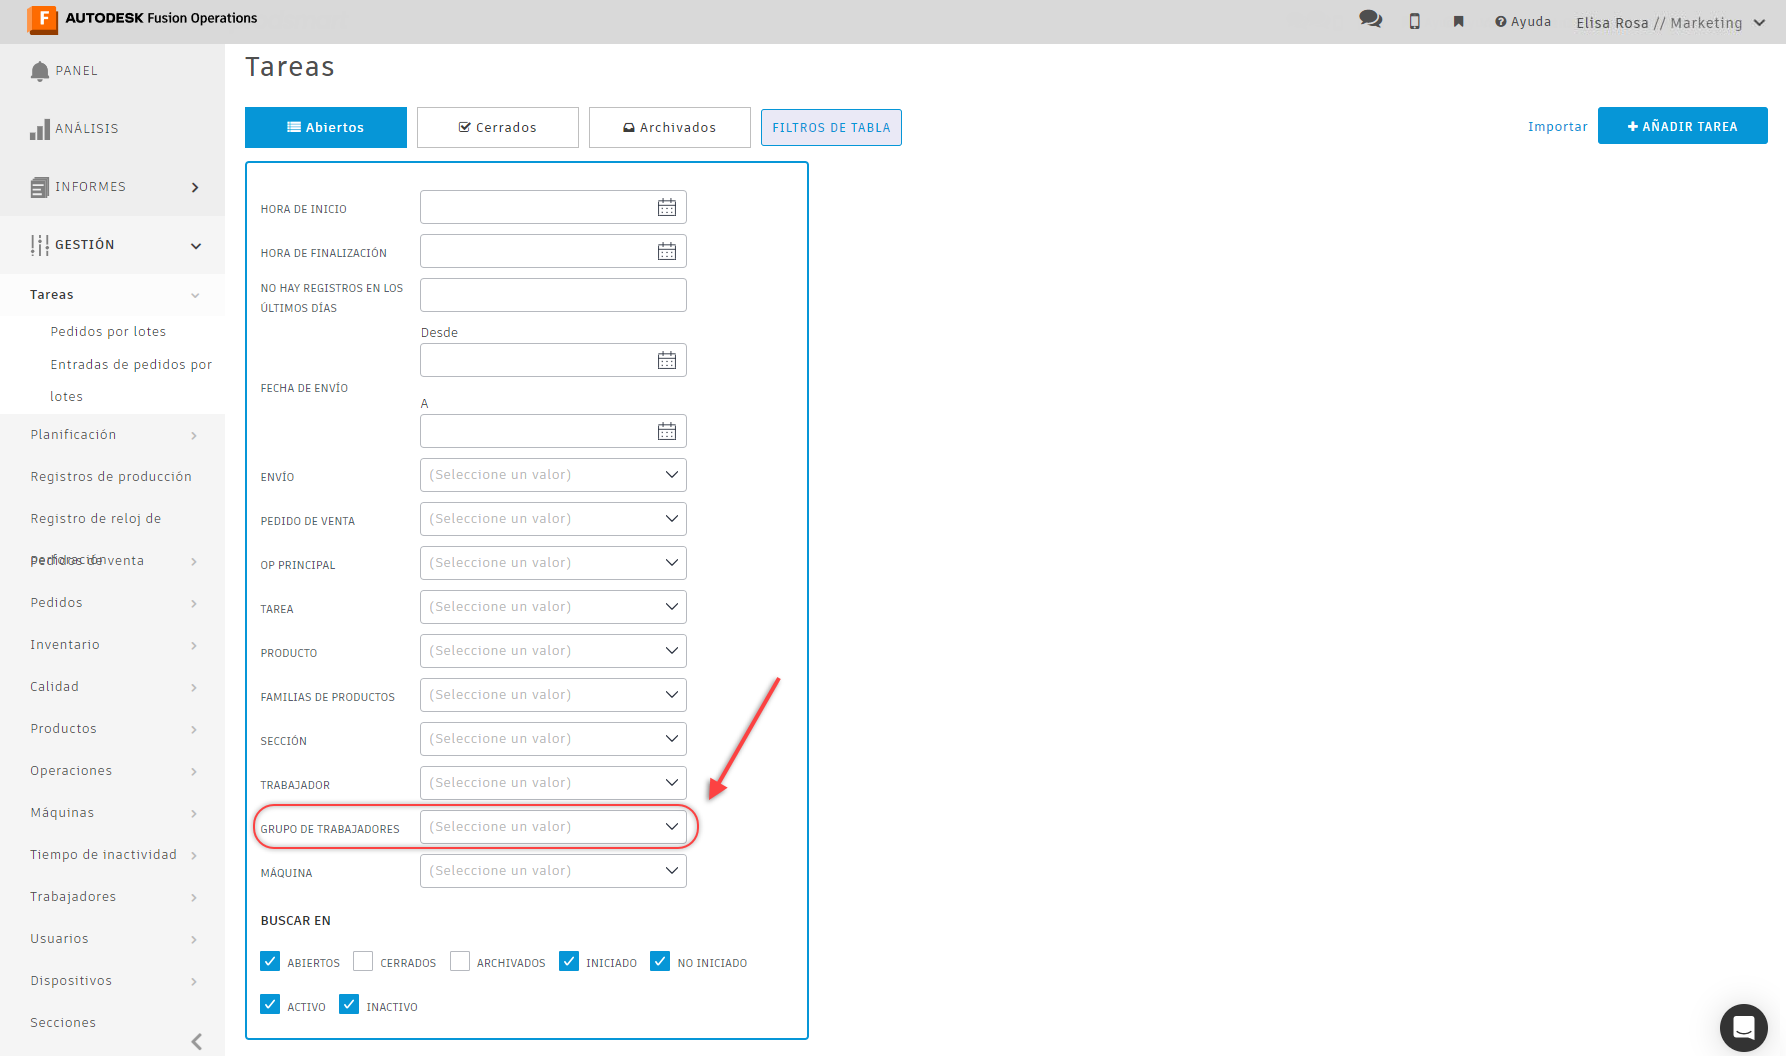 AUTODESK Fusion Operations
Ayuda
Elisa Rosa // Marketing
PANEL
ANÁLISIS
INFORMES
GESTIÓN
Tareas
Pedidos por lotes
Entradas de pedidos por
lotes
Planificación
Registros de producción
Registro de reloj de
perforación
Pedidos de venta
Pedidos
Inventario
Calidad
Productos
Operaciones
Máquinas
Tiempo de inactividad
Trabajadores
Usuarios
Dispositivos
Secciones
Tareas
Abiertos
Cerrados
Archivados
FILTROS DE TABLA
Importar
AÑADIR TAREA
HORA DE INICIO
HORA DE FINALIZACIÓN
NO HAY REGISTROS EN LOS
ÚLTIMOS DÍAS
Desde
FECHA DE ENVÍO
A
ENVÍO (Seleccione un valor)
PEDIDO DE VENTA (Seleccione un valor)
OP PRINCIPAL (Seleccione un valor)
TAREA (Seleccione un valor)
PRODUCTO (Seleccione un valor)
FAMILIAS DE PRODUCTOS (Seleccione un valor)
SECCIÓN (Seleccione un valor)
TRABAJADOR (Seleccione un valor)
GRUPO DE TRABAJADORES (Seleccione un valor)
MÁQUINA (Seleccione un valor)
BUSCAR EN
ABIERTOS CERRADOS ARCHIVADOS INICIADO NO INICIADO
ACTIVO INACTIVO